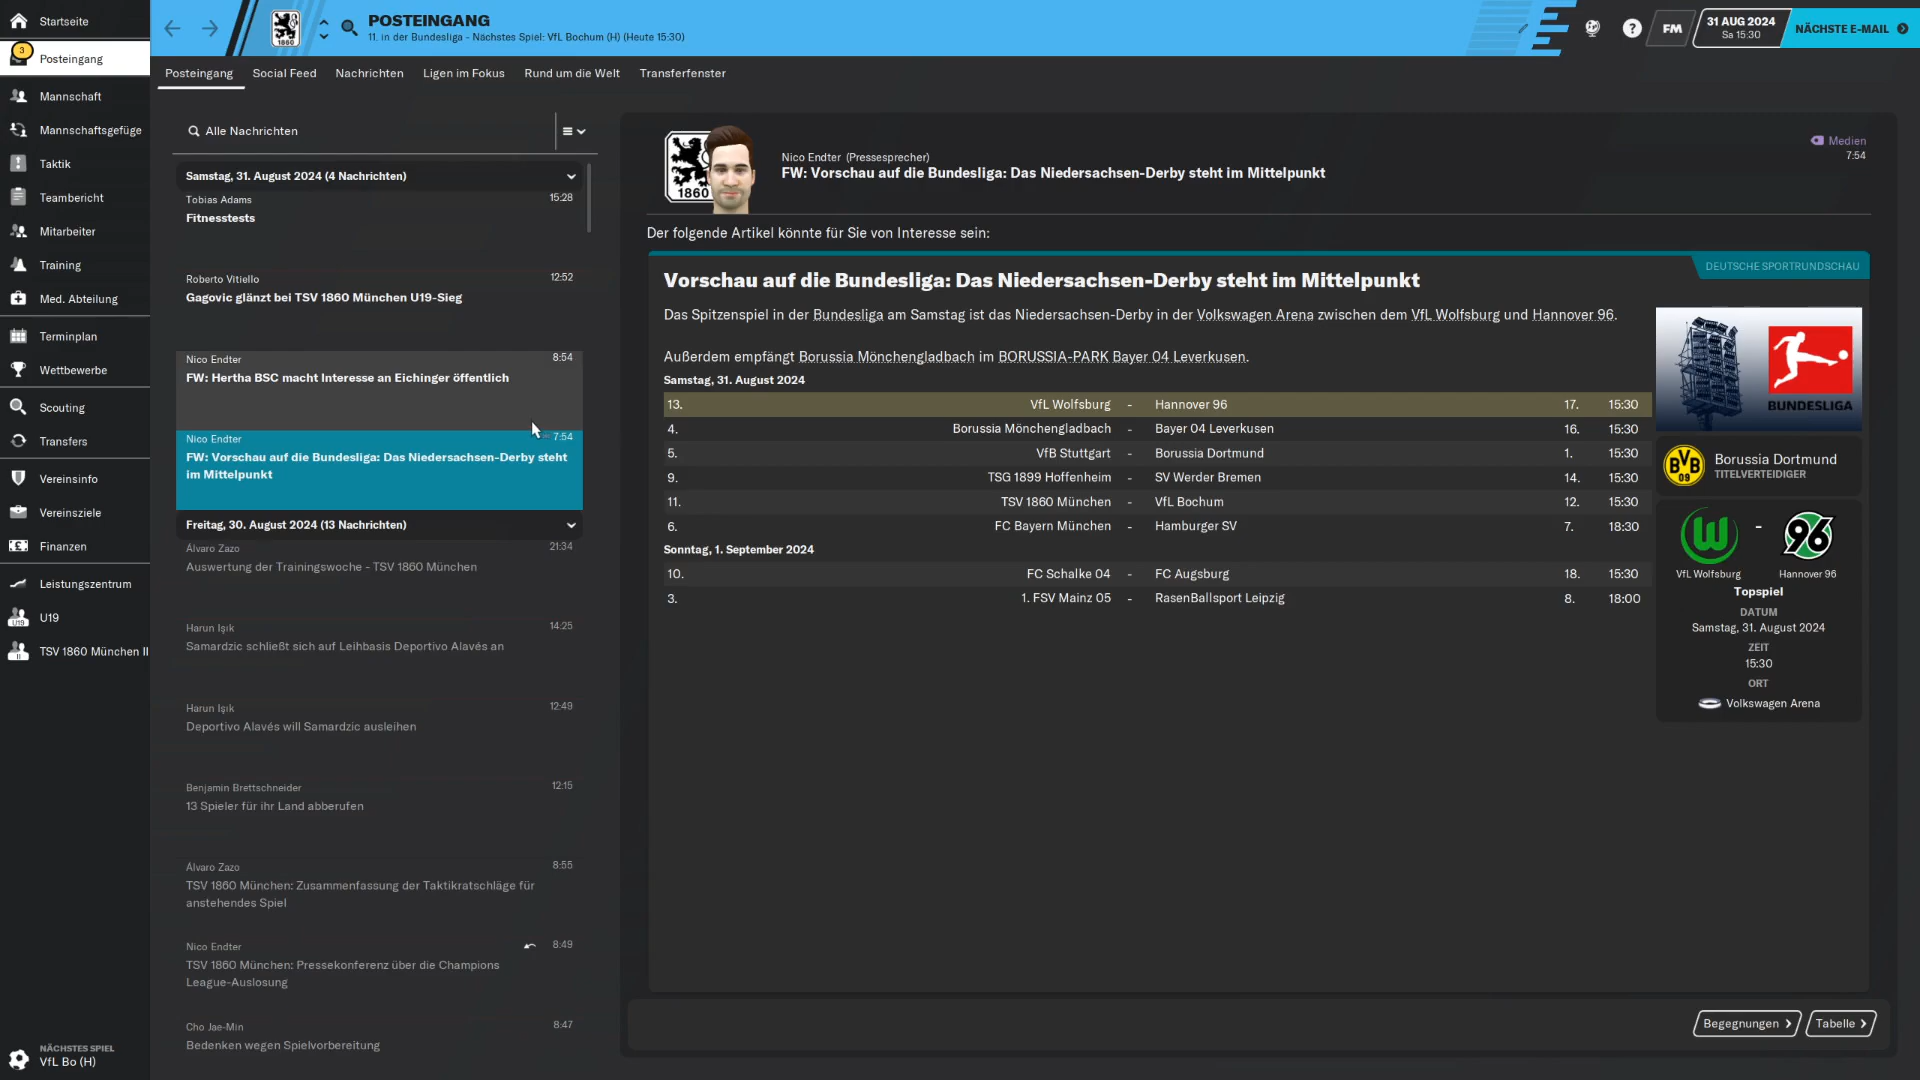 Startseite
3
Posteingang
Mannschaft
Mannschaftsgefüge
Taktik
Teambericht
Mitarbeiter
Training
Med. Abteilung
Terminplan
Wettbewerbe
Scouting
Transfers
Vereinsinfo
Vereinsziele
Finanzen
Leistungszentrum
U19
U19
II
TSV 1860 München II
NÄCHSTES SPIEL
VfL Bo (H)
1860
POSTEINGANG
11. in der Bundesliga - Nächstes Spiel: VfL Bochum (H) (Heute 15:30)
?
FM
31 AUG 2024
Sa 15:30
NÄCHSTE E-MAIL
Posteingang Social Feed Nachrichten Ligen im Fokus Rund um die Welt Transferfenster
Alle Nachrichten
Samstag, 31. August 2024 (4 Nachrichten)
Tobias Adams 15:28
Fitnesstests
Roberto Vitiello 12:52
Gagovic glänzt bei TSV 1860 München U19-Sieg
Nico Endter 8:54
FW: Hertha BSC macht Interesse an Eichinger öffentlich
Nico Endter 7:54
FW: Vorschau auf die Bundesliga: Das Niedersachsen-Derby steht
im Mittelpunkt
Freitag, 30. August 2024 (13 Nachrichten)
Álvaro Zazo 21:34
Auswertung der Trainingswoche - TSV 1860 München
Harun Işık 14:25
Samardzic schließt sich auf Leihbasis Deportivo Alavés an
Harun Işık 12:49
Deportivo Alavés will Samardzic ausleihen
Benjamin Brettschneider 12:15
13 Spieler für ihr Land abberufen
Álvaro Zazo 8:55
TSV 1860 München: Zusammenfassung der Taktikratschläge für
anstehendes Spiel
Nico Endter 8:49
TSV 1860 München: Pressekonferenz über die Champions
League-Auslosung
Cho Jae-Min 8:47
Bedenken wegen Spielvorbereitung
1860
Nico Endter (Pressesprecher)
FW: Vorschau auf die Bundesliga: Das Niedersachsen-Derby steht im Mittelpunkt
Medien
7:54
Der folgende Artikel könnte für Sie von Interesse sein:
DEUTSCHE SPORTRUNDSCHAU
Vorschau auf die Bundesliga: Das Niedersachsen-Derby steht im Mittelpunkt
Das Spitzenspiel in der Bundesliga am Samstag ist das Niedersachsen-Derby in der Volkswagen Arena zwischen dem VfL Wolfsburg und Hannover 96.
Außerdem empfängt Borussia Mönchengladbach im BORUSSIA-PARK Bayer 04 Leverkusen.
Samstag, 31. August 2024
13. VfL Wolfsburg - Hannover 96 17. 15:30
4. Borussia Mönchengladbach - Bayer 04 Leverkusen 16. 15:30
5. VfB Stuttgart - Borussia Dortmund 1. 15:30
9. TSG 1899 Hoffenheim - SV Werder Bremen 14. 15:30
11. TSV 1860 München - VfL Bochum 12. 15:30
6. FC Bayern München - Hamburger SV 7. 18:30
Sonntag, 1. September 2024
10. FC Schalke 04 - FC Augsburg 18. 15:30
3. 1. FSV Mainz 05 - RasenBallsport Leipzig 8. 18:00
BUNDESLIGA
BVB
09
Borussia Dortmund
TITELVERTEIDIGER
W - 96
VfL Wolfsburg Hannover 96
Topspiel
DATUM
Samstag, 31. August 2024
ZEIT
15:30
ORT
Volkswagen Arena
Begegnungen Tabelle